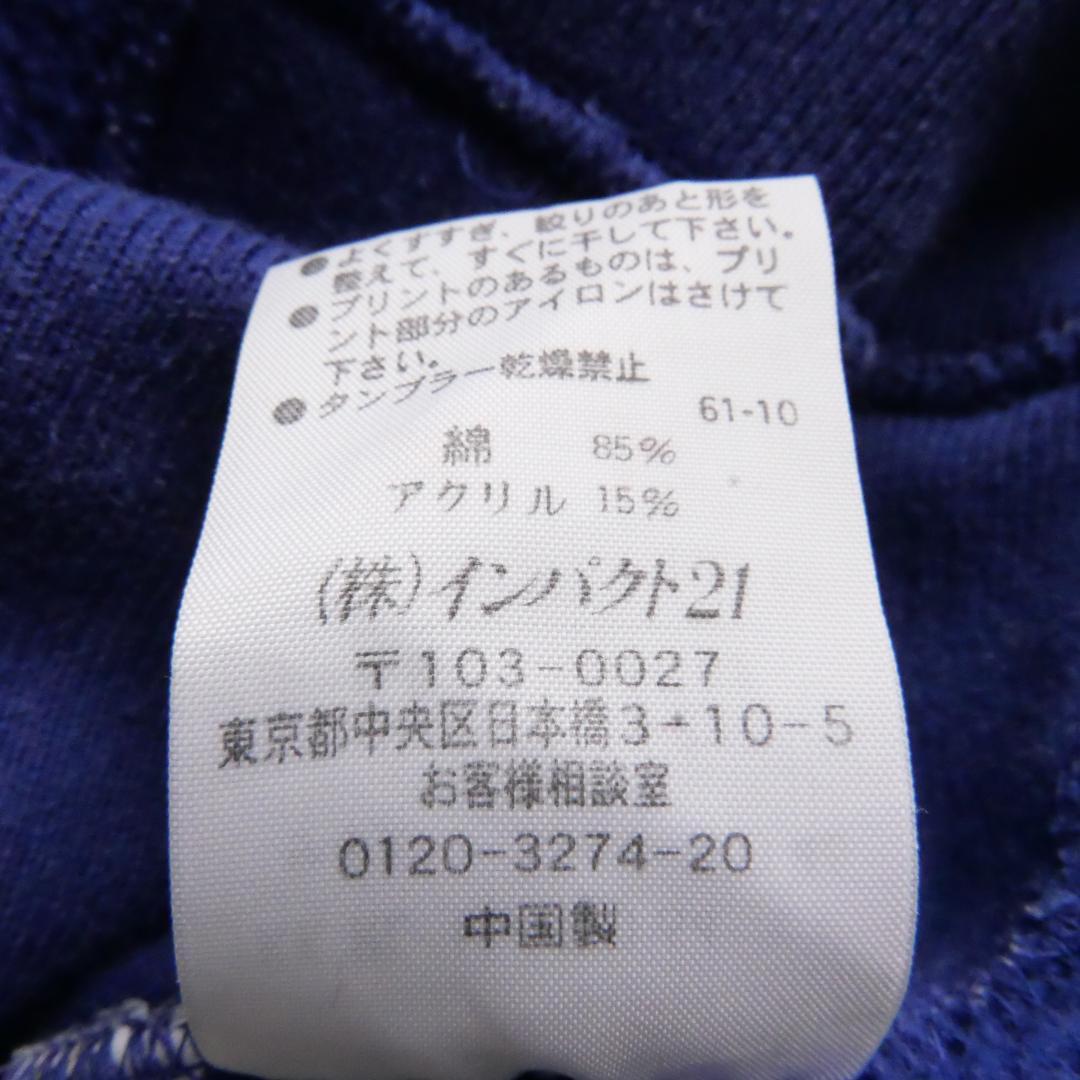 ●よくすすぎ、絞りのあと形を
整えて、すぐに干して下さい。
●プリントのあるものは、プリ
ント部分のアイロンはさけて
下さい。
●タンブラー乾燥禁止
61-10
綿 85%
アクリル 15%
(株)インパクト21
〒103-0027
東京都中央区日本橋3-10-5
お客様相談室
0120-3274-20
中国製